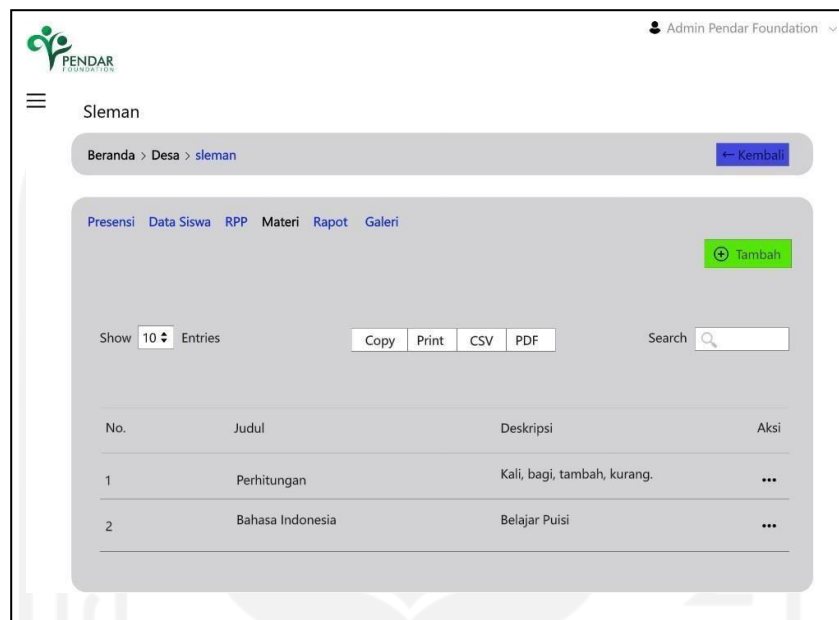 Admin Pendar Foundation
PENDAR
FOUNDATION
Sleman
Beranda > Desa > sleman
← Kembali
Presensi Data Siswa RPP Materi Rapot Galeri
Tambah
Show 10 Entries Copy Print CSV PDF Search
No. Judul Deskripsi Aksi
1 Perhitungan Kali, bagi, tambah, kurang. •••
2 Bahasa Indonesia Belajar Puisi •••